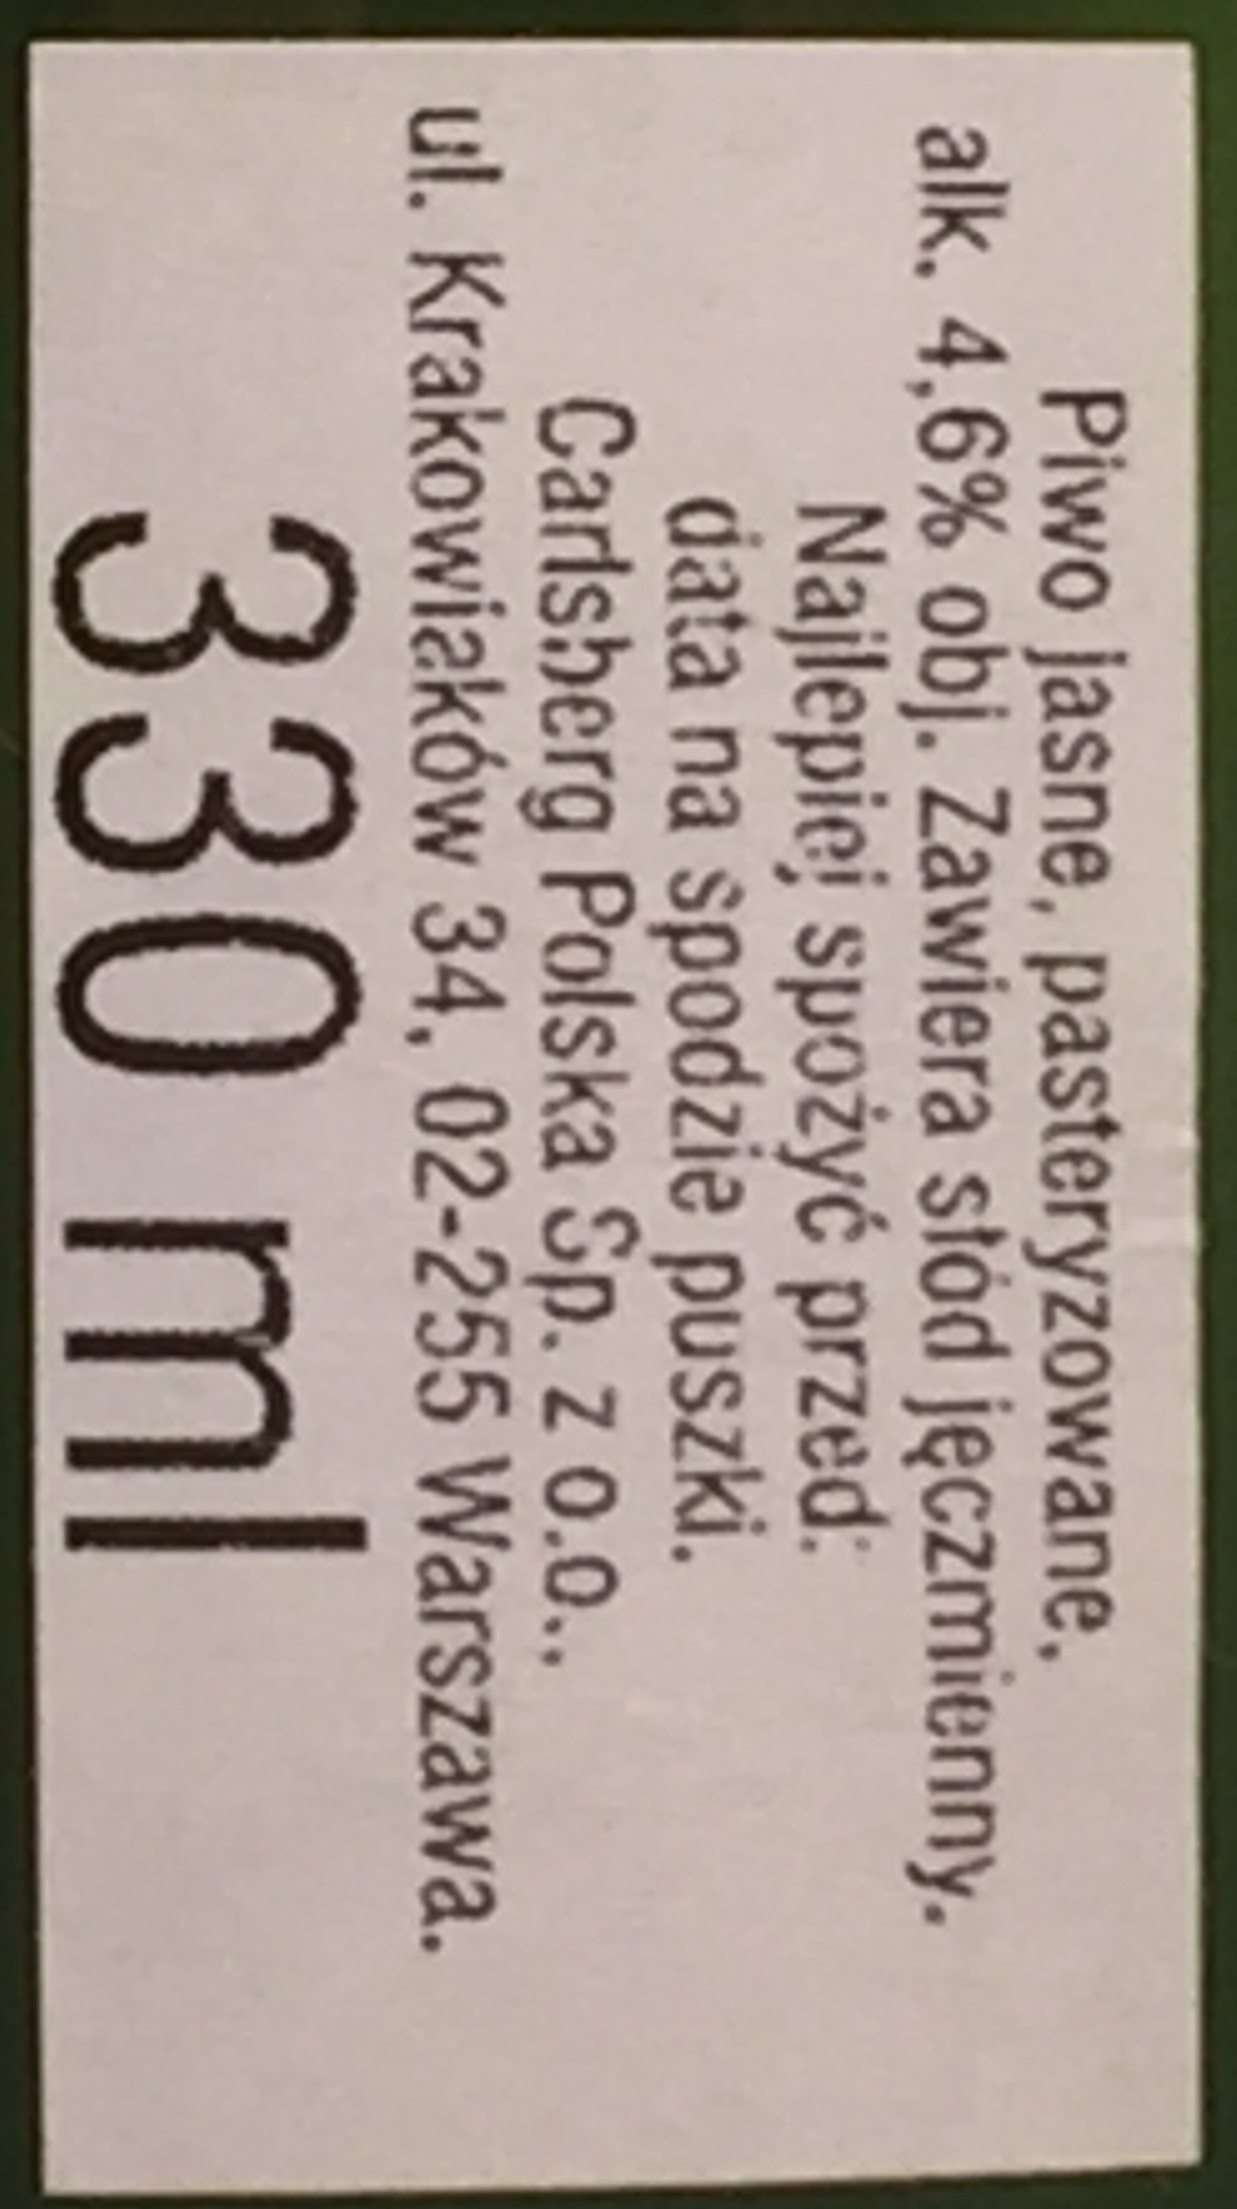 Piwo jasne, pasteryzowane,
alk. 4,6% obj. Zawiera słód jęczmienny.
Najlepiej spożyć przed:
data na spodzie puszki.
Carlsberg Polska Sp. z o.o.,
ul. Krakowiaków 34, 02-255 Warszawa.
330 ml